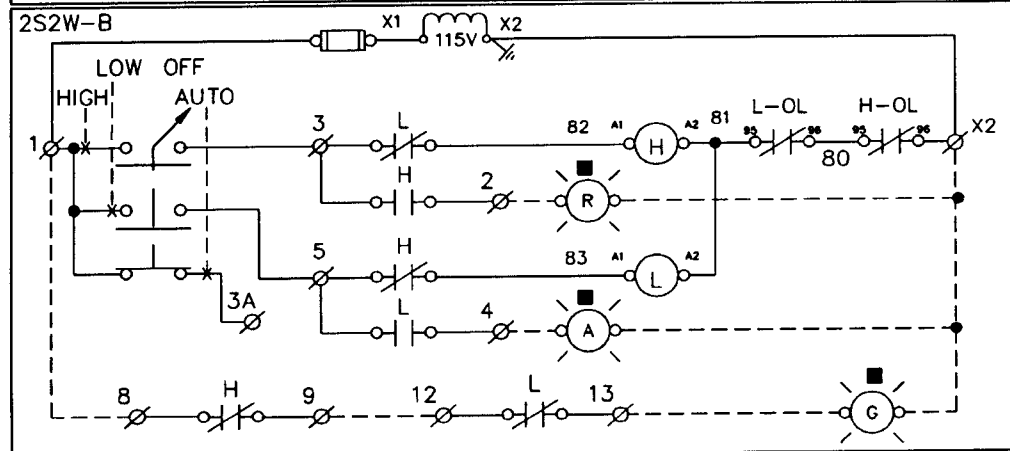 2S2W-B
X1 X2
115V
LOW OFF
HIGH AUTO
1 3 L 82 A1 H A2 81 L-OL H-OL X2
95 96 80 95 96
H 2 R
5 H 83 A1 L A2
3A L 4 A
8 H 9 12 L 13 G